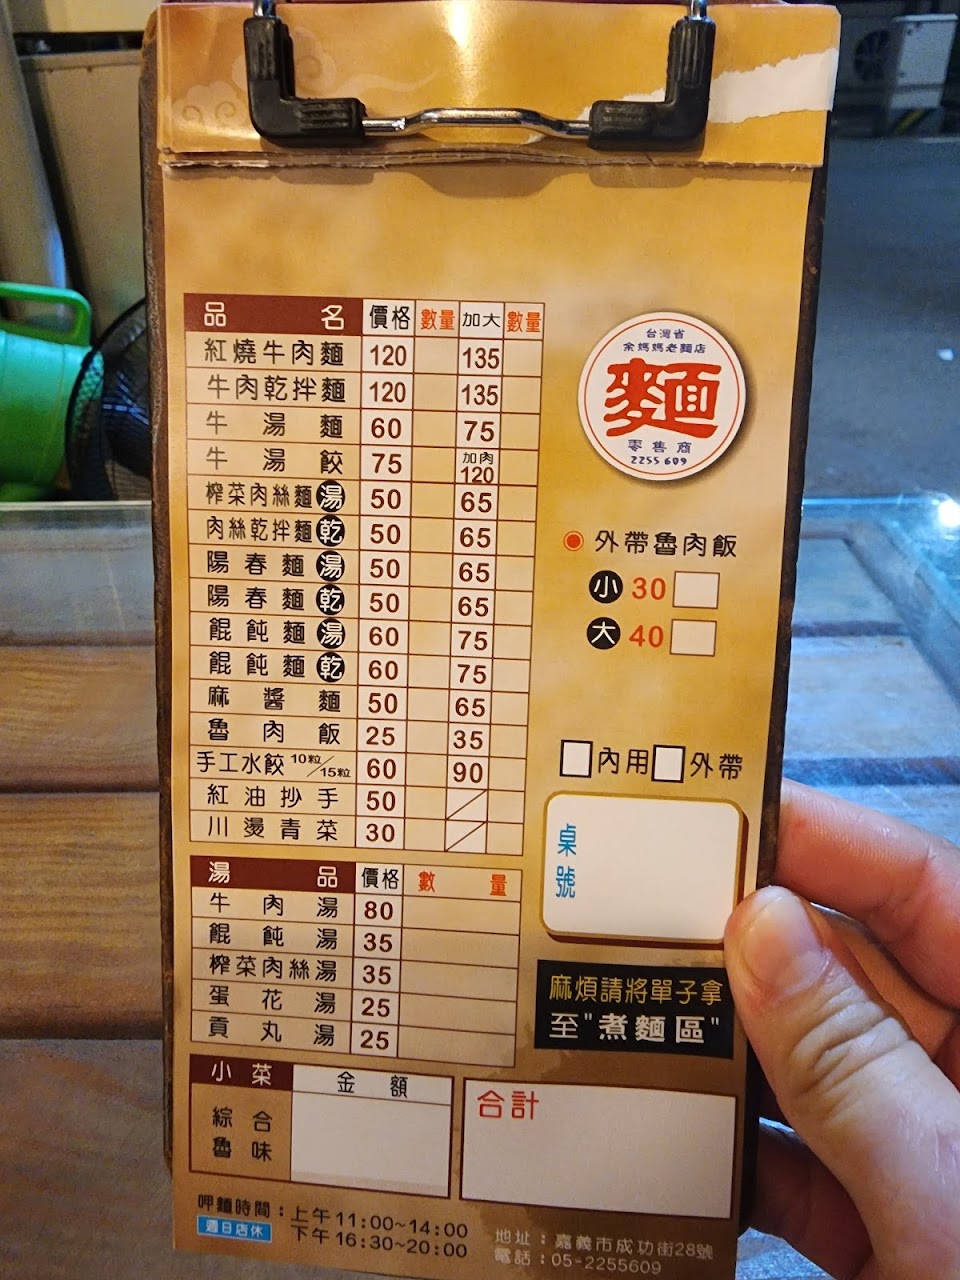 品名 價格 數量 加大 數量
紅燒牛肉麵 120 135
牛肉乾拌麵 120 135
牛湯麵 60 75
牛湯餃 75 加肉 120
榨菜肉絲麵 湯 50 65
肉絲乾拌麵 乾 50 65
陽春麵 湯 50 65
陽春麵 乾 50 65
餛飩麵 湯 60 75
餛飩麵 乾 60 75
麻醬麵 50 65
魯肉飯 25 35
手工水餃 10粒/15粒 60 90
紅油抄手 50
川燙青菜 30
湯品 價格 數量
牛肉湯 80
餛飩湯 35
榨菜肉絲湯 35
蛋花湯 25
貢丸湯 25
小菜 金額
綜合
魯味
合計
呷麵時間：上午11:00~14:00
週日店休 下午16:30~20:00
台灣省
余媽媽老麵店
麵
零售商
2255609
外帶魯肉飯
小 30
大 40
內用 外帶
桌號
麻煩請將單子拿
至"煮麵區"
地址：嘉義市成功街28號
電話：05-2255609